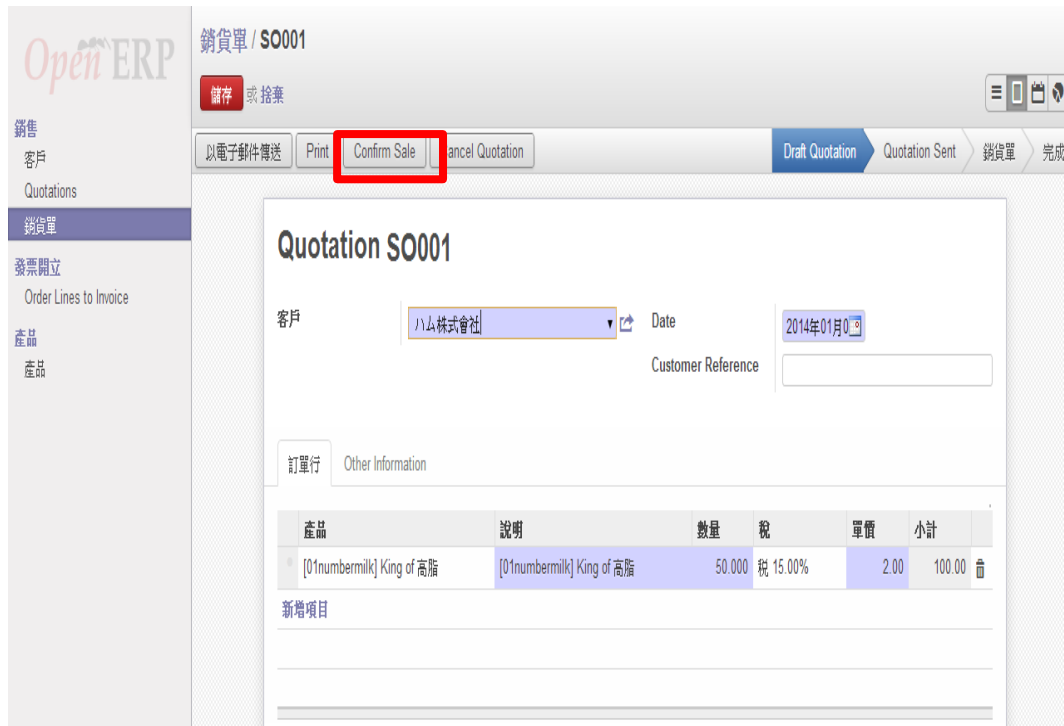 Open ERP
銷售
客戶
Quotations
銷貨單
發票開立
Order Lines to Invoice
產品
產品
銷貨單 / SO001
儲存 或 捨棄
以電子郵件傳送 Print Confirm Sale ancel Quotation
Draft Quotation Quotation Sent 銷貨單 完成
Quotation SO001
客戶 ハム株式會社 Date 2014年01月0
Customer Reference
訂單行 Other Information
產品 說明 數量 稅 單價 小計
[01numbermilk] King of 高脂 [01numbermilk] King of 高脂 50.000 税 15.00% 2.00 100.00
新增項目